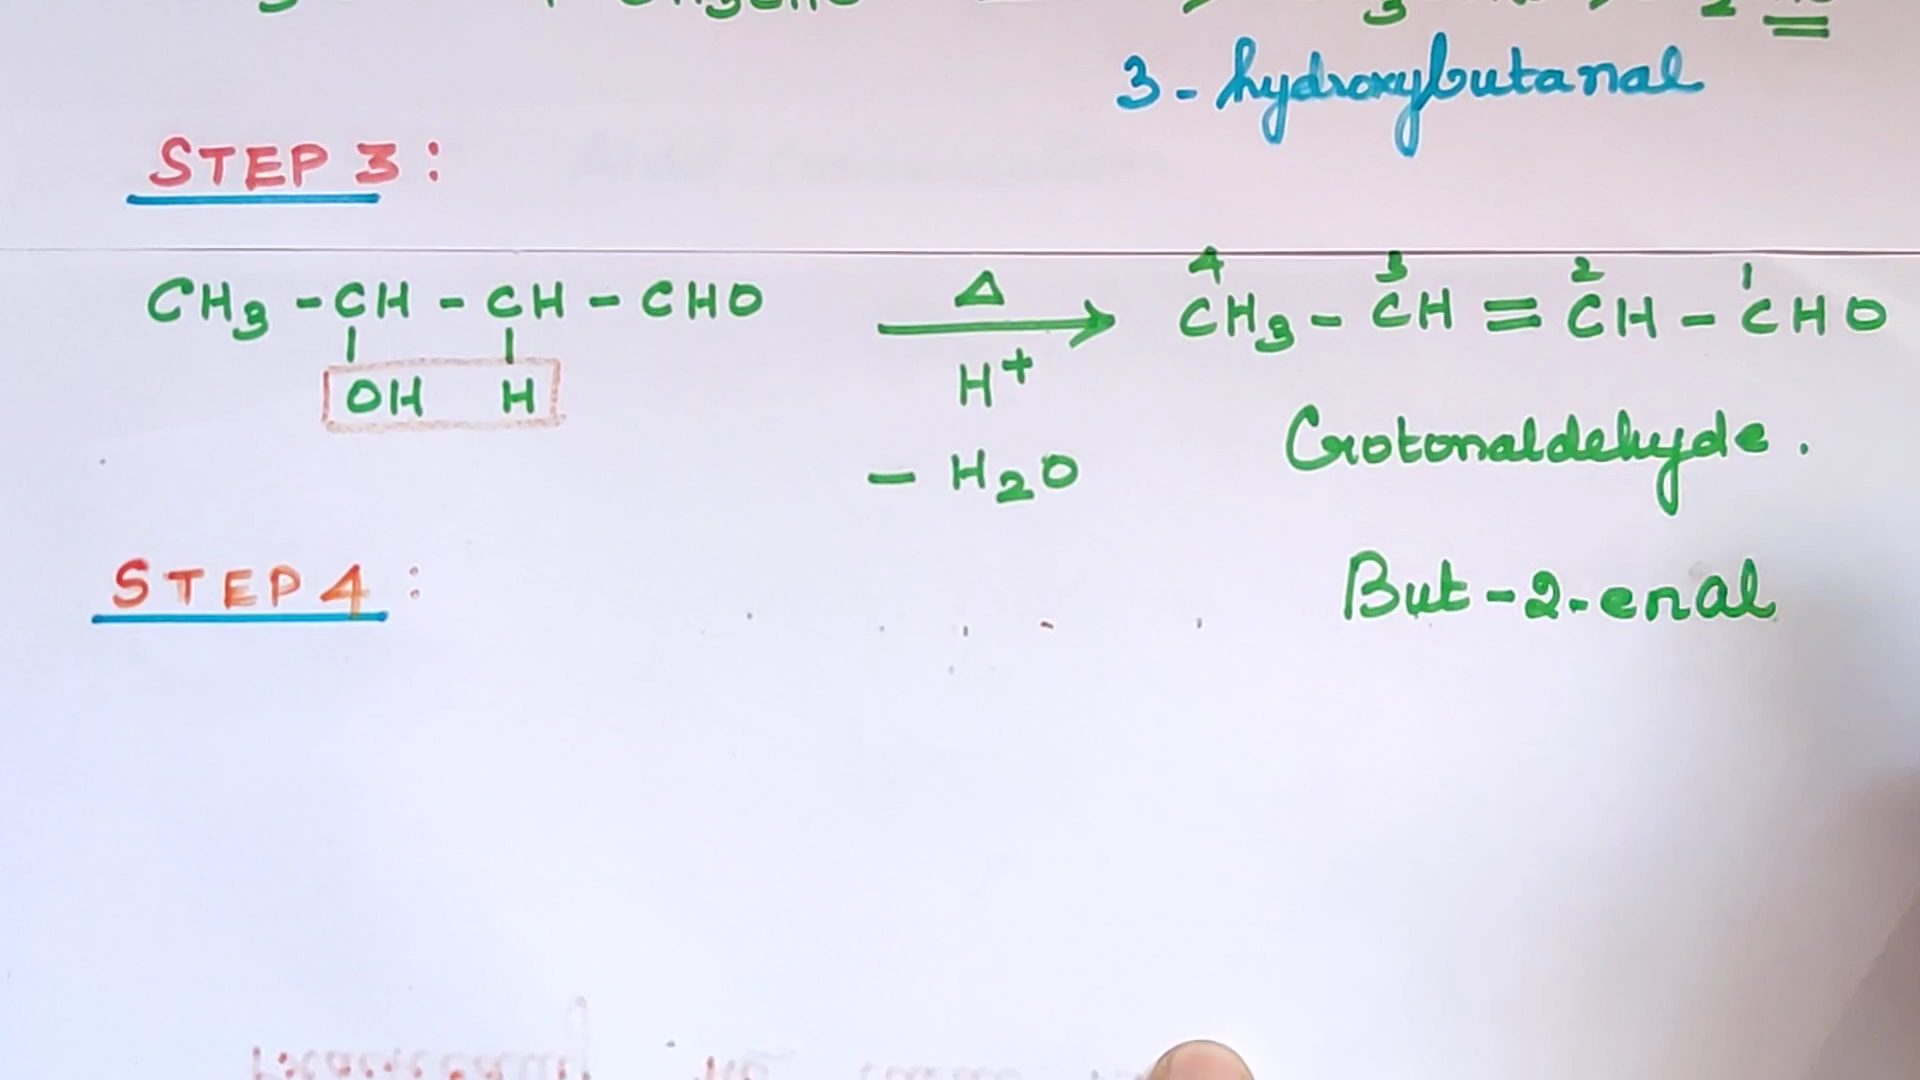 3 - hydroxybutanal
STEP 3:
4 3 2 1
CH3 - CH - CH - CHO Δ CH3 - CH = CH - CHO
OH H H+
- H2O Crotonaldehyde.
STEP 4: But-2-enal